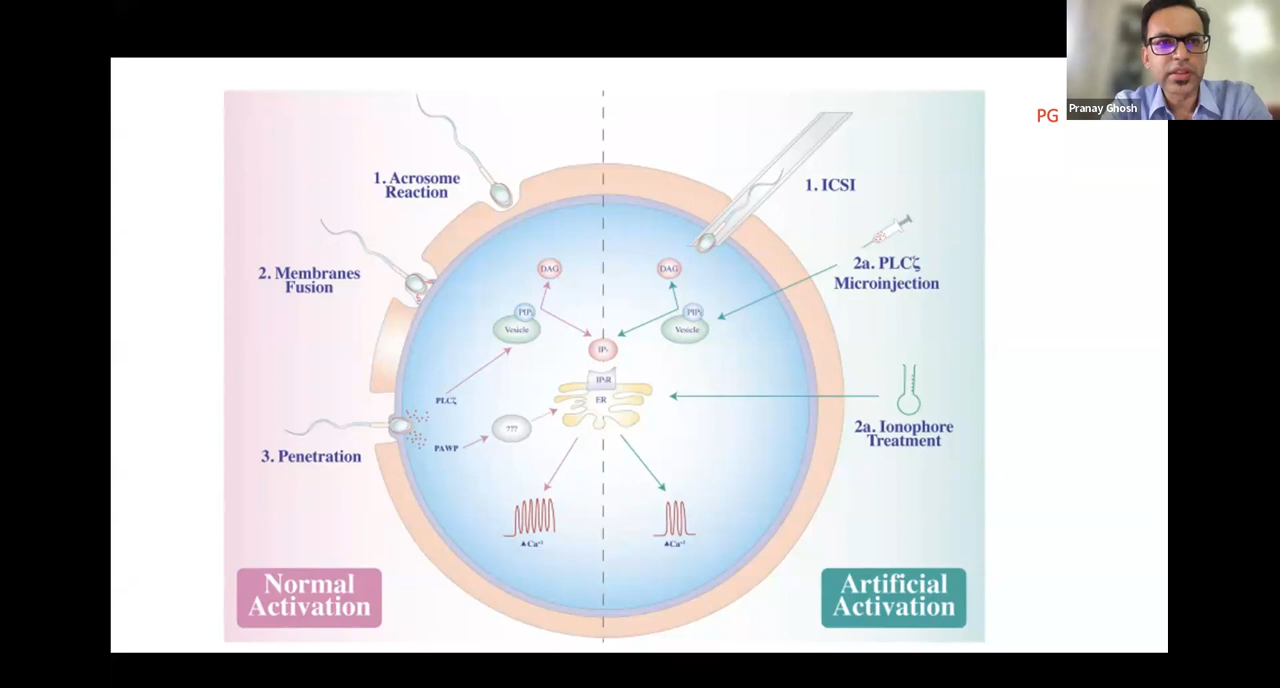 Pranay Ghosh
PG
1. Acrosome
Reaction
2. Membranes
Fusion
3. Penetration
1. ICSI
2a. PLCζ
Microinjection
2a. Ionophore
Treatment
DAG
DAG
PIP₂
Vesicle
PIP₂
Vesicle
IP₃
IP₃R
ER
PLCζ
PAWP
???
▲Ca⁺²
▲Ca⁺²
Normal
Activation
Artificial
Activation